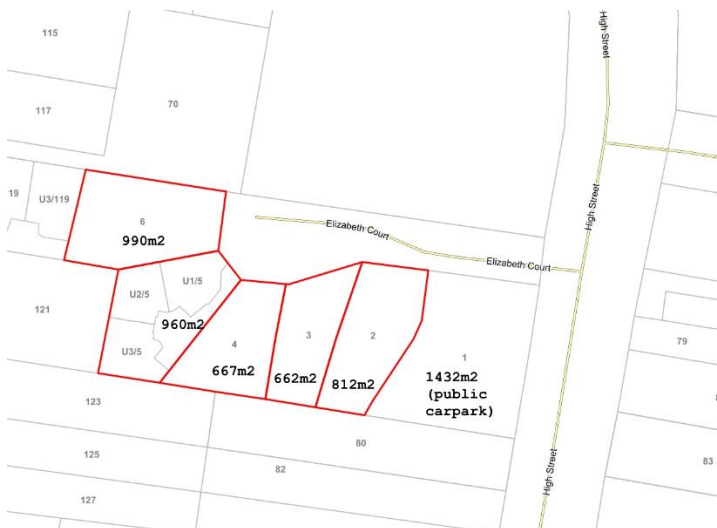 115
High Street
117
70
19
U3/119
6
990m2
High Street
Elizabeth Court
Elizabeth Court
121
U2/5
U1/5
960m2
U3/5
4
667m2
3
662m2
2
812m2
1
1432m2
(public
carpark)
79
123
80
125
82
83
127
High Street